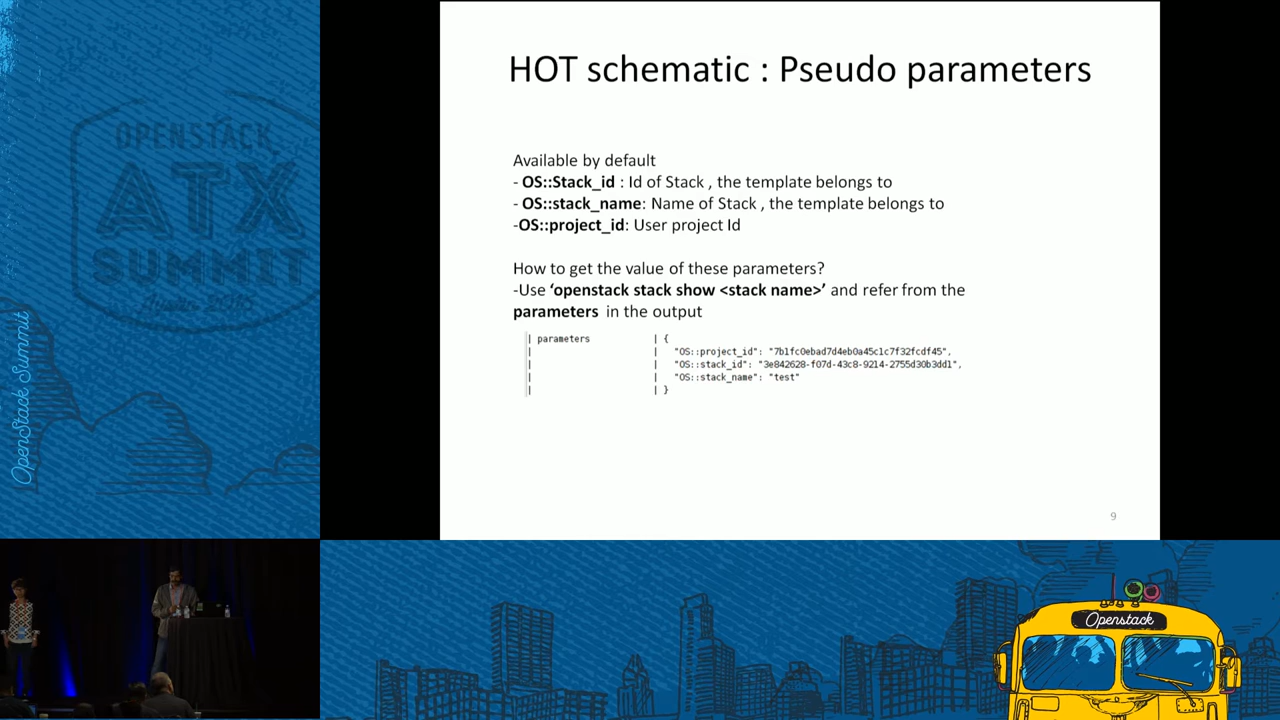 HOT schematic : Pseudo parameters
Available by default
- OS::Stack_id : Id of Stack , the template belongs to
- OS::stack_name: Name of Stack , the template belongs to
-OS::project_id: User project Id
How to get the value of these parameters?
-Use ‘openstack stack show <stack name>’ and refer from the
parameters in the output
| parameters | {
| | "OS::project_id": "7b1fc0ebad7d4eb0a45c1c7f32fcdf45",
| | "OS::stack_id": "3e842628-f07d-43c8-9214-2755d30b3dd1",
| | "OS::stack_name": "test"
| | }
9
OPENSTACK
ATX
SUMMIT
OpenStack Summit
Openstack